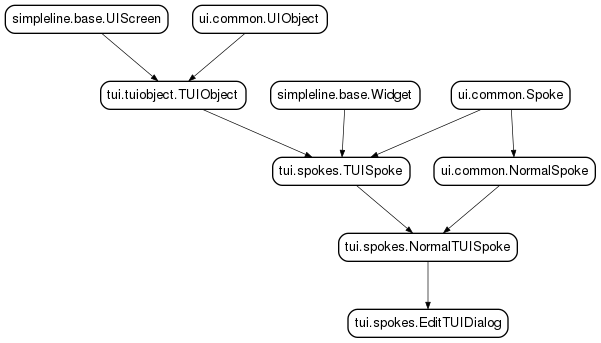 simpleline.base.UIScreen
ui.common.UIObject
tui.tuiobject.TUIObject
simpleline.base.Widget
ui.common.Spoke
tui.spokes.TUISpoke
ui.common.NormalSpoke
tui.spokes.NormalTUISpoke
tui.spokes.EditTUIDialog